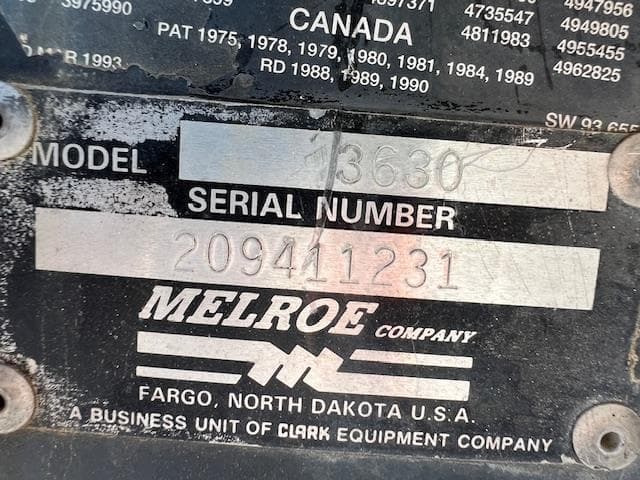 3975990 4897371 4735547 4947956
CANADA 4811983 4949805
PAT 1975, 1978, 1979, 1980, 1981, 1984, 1989 4955455
MAR 1993 RD 1988, 1989, 1990 4962825
SW 93 655
MODEL 3630
SERIAL NUMBER
209411231
MELROE COMPANY
FARGO, NORTH DAKOTA U.S.A.
A BUSINESS UNIT OF CLARK EQUIPMENT COMPANY